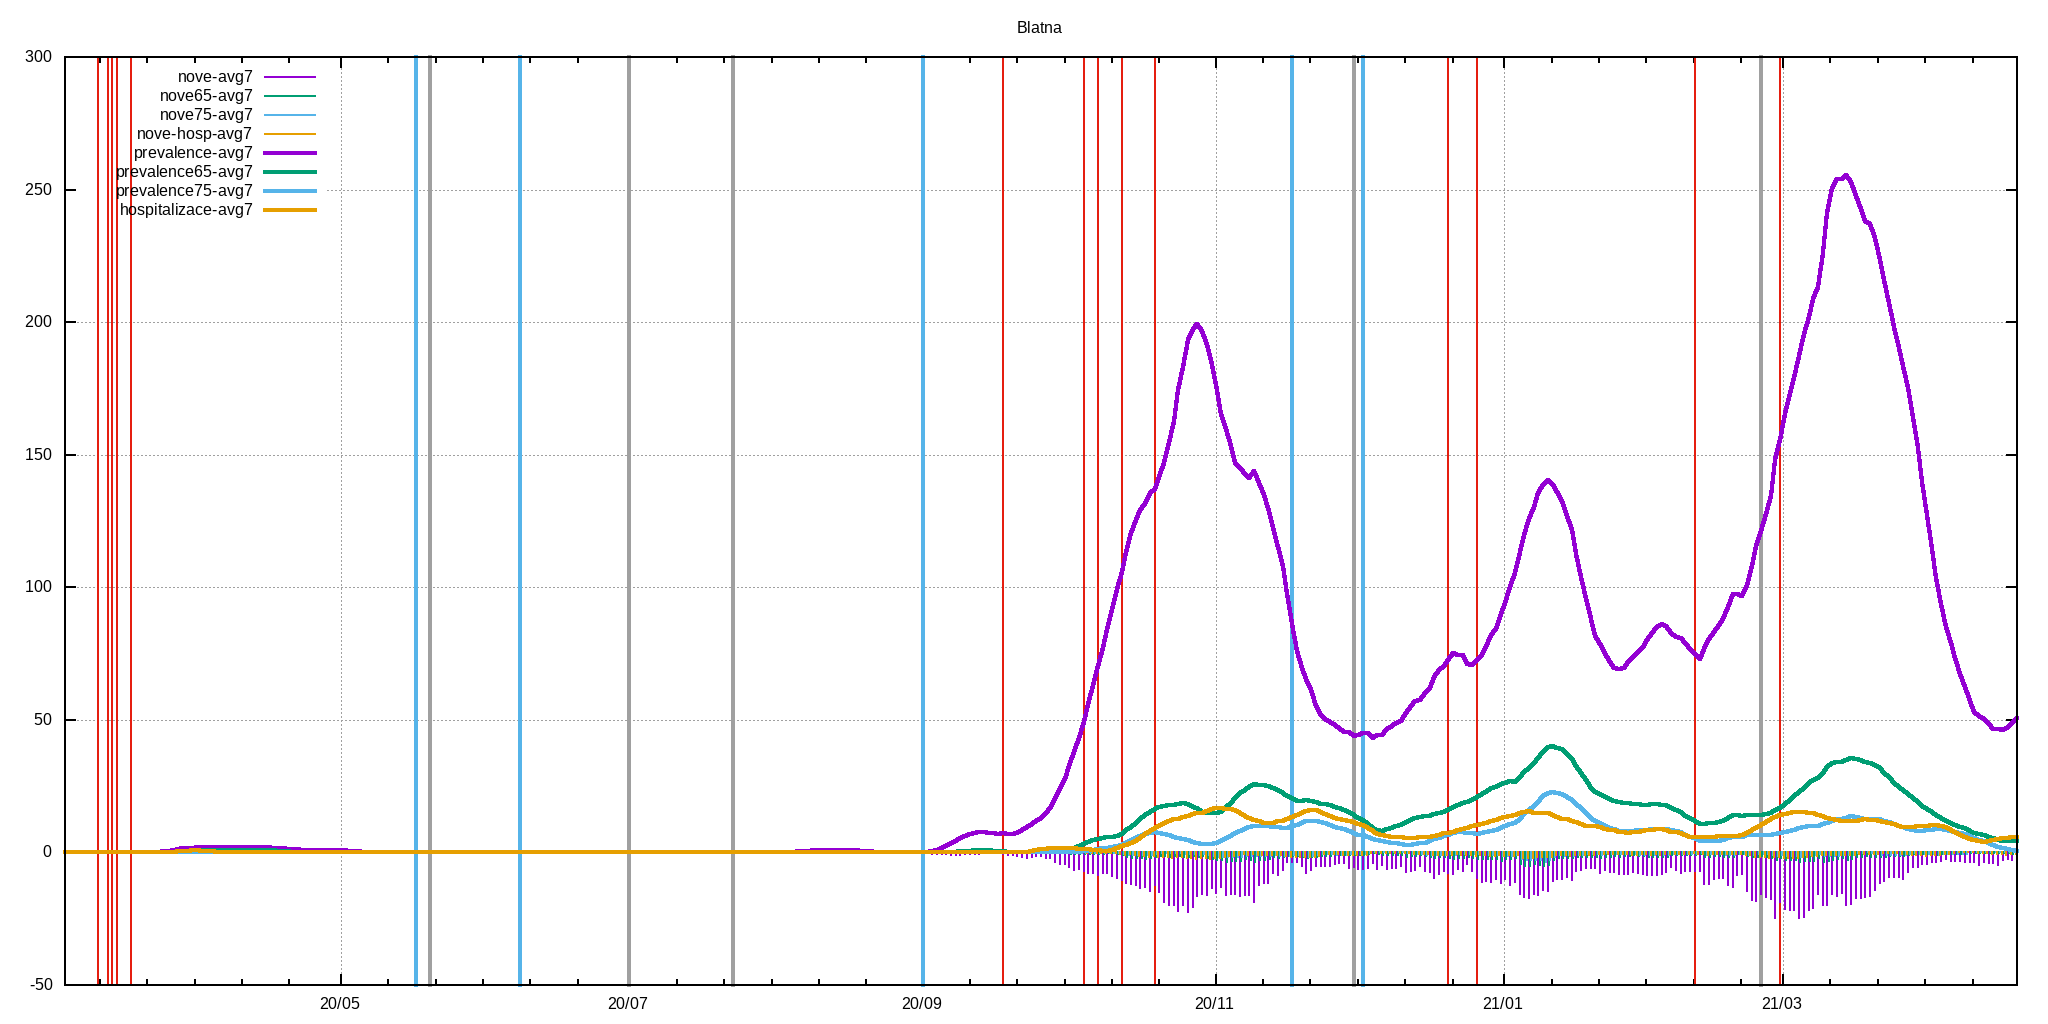 Blatna
300
250
200
150
100
50
0
-50
nove-avg7
nove65-avg7
nove75-avg7
nove-hosp-avg7
prevalence-avg7
prevalence65-avg7
prevalence75-avg7
hospitalizace-avg7
20/05 20/07 20/09 20/11 21/01 21/03